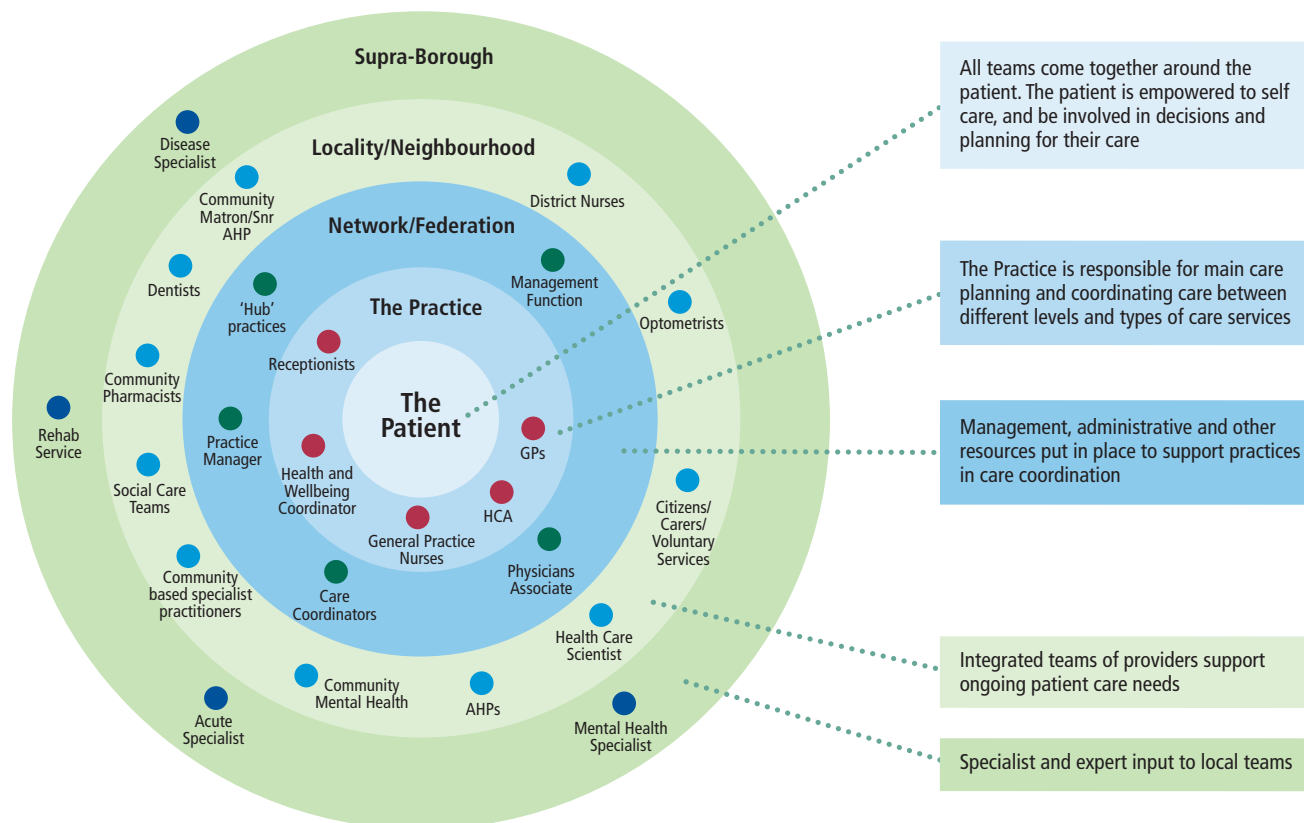 Supra-Borough
Disease
Specialist
Locality/Neighbourhood
Community
Matron/Snr
AHP
District Nurses
Network/Federation
Dentists
'Hub'
practices
Management
Function
The Practice
Optometrists
Receptionists
Community
Pharmacists
The
Patient
Rehab
Service
Practice
Manager
GPs
Health and
Wellbeing
Coordinator
Social Care
Teams
HCA
Citizens/
Carers/
Voluntary
Services
General Practice
Nurses
Community
based specialist
practitioners
Care
Coordinators
Physicians
Associate
Health Care
Scientist
Community
Mental Health
AHPs
Acute
Specialist
Mental Health
Specialist
All teams come together around the
patient. The patient is empowered to self
care, and be involved in decisions and
planning for their care
The Practice is responsible for main care
planning and coordinating care between
different levels and types of care services
Management, administrative and other
resources put in place to support practices
in care coordination
Integrated teams of providers support
ongoing patient care needs
Specialist and expert input to local teams